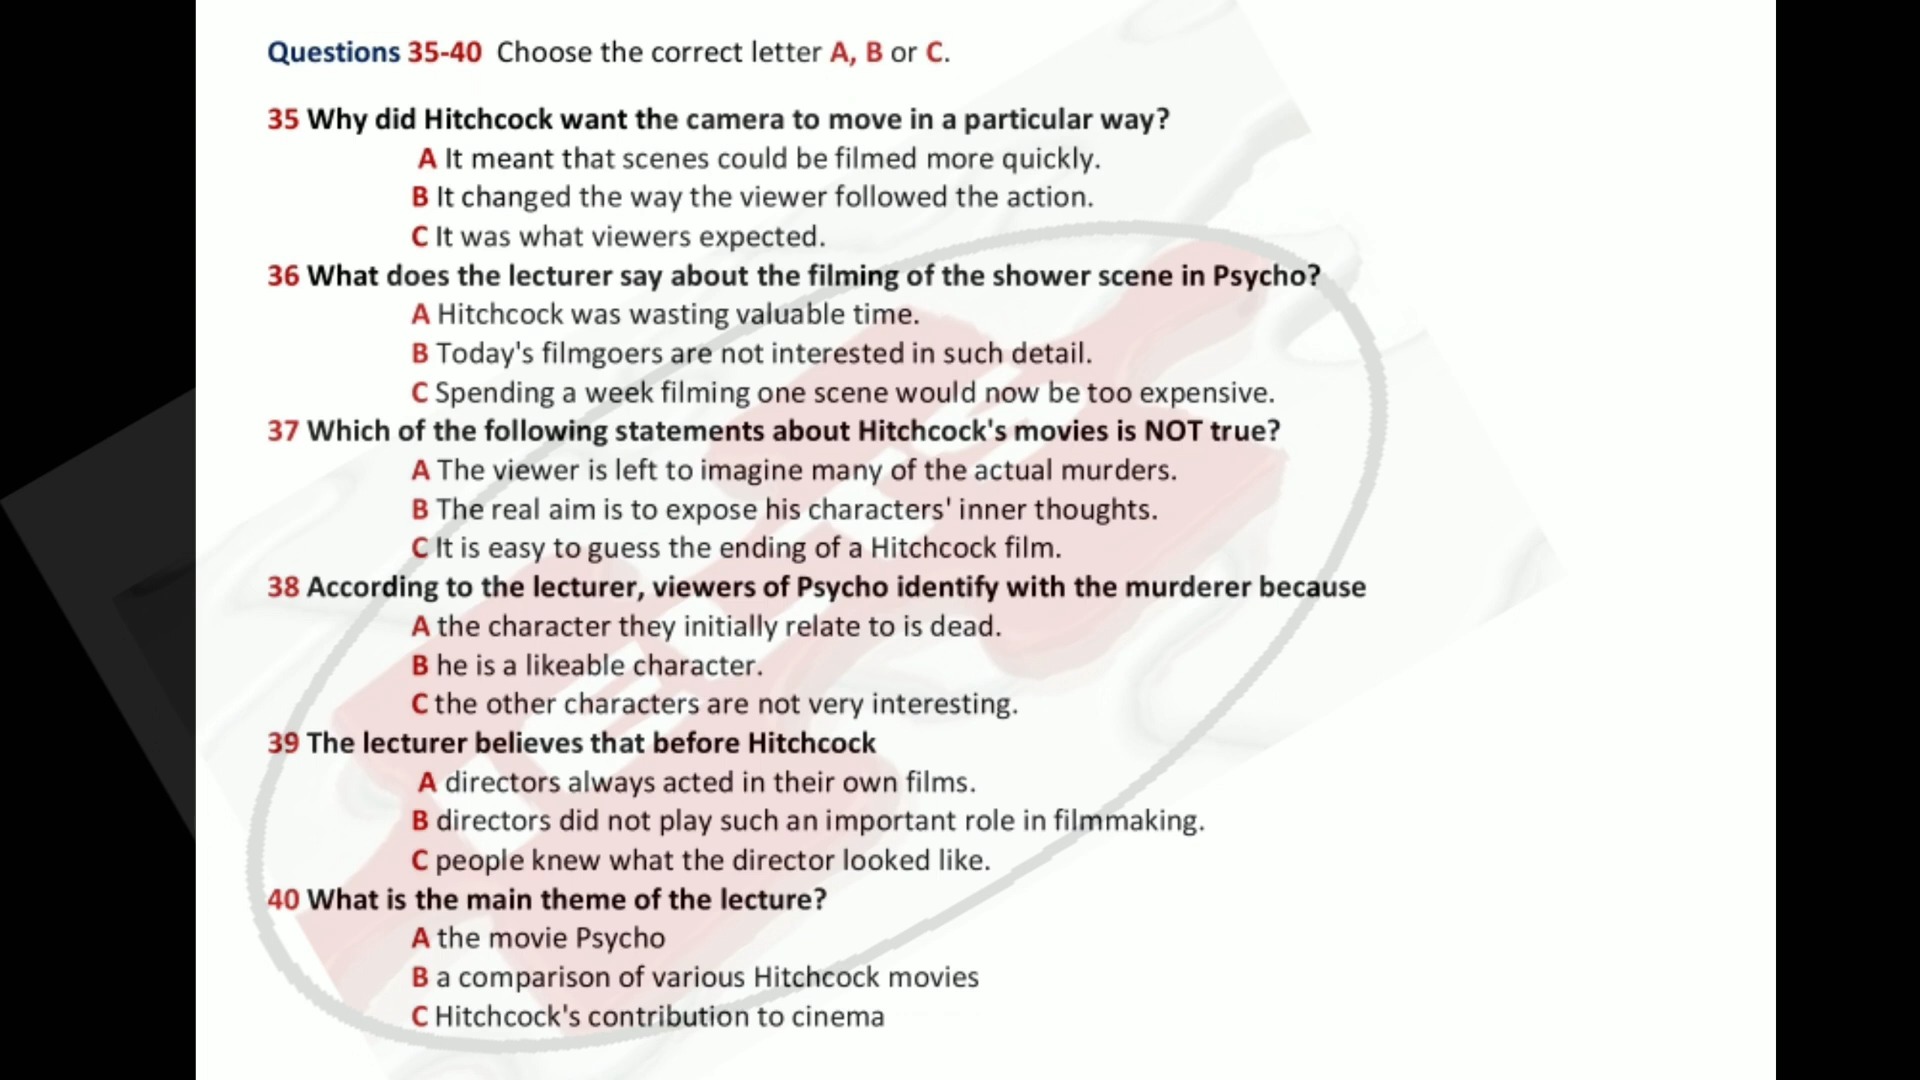 Questions 35-40 Choose the correct letter A, B or C.
35 Why did Hitchcock want the camera to move in a particular way?
A It meant that scenes could be filmed more quickly.
B It changed the way the viewer followed the action.
C It was what viewers expected.
36 What does the lecturer say about the filming of the shower scene in Psycho?
A Hitchcock was wasting valuable time.
B Today's filmgoers are not interested in such detail.
C Spending a week filming one scene would now be too expensive.
37 Which of the following statements about Hitchcock's movies is NOT true?
A The viewer is left to imagine many of the actual murders.
B The real aim is to expose his characters' inner thoughts.
C It is easy to guess the ending of a Hitchcock film.
38 According to the lecturer, viewers of Psycho identify with the murderer because
A the character they initially relate to is dead.
B he is a likeable character.
C the other characters are not very interesting.
39 The lecturer believes that before Hitchcock
A directors always acted in their own films.
B directors did not play such an important role in filmmaking.
C people knew what the director looked like.
40 What is the main theme of the lecture?
A the movie Psycho
B a comparison of various Hitchcock movies
C Hitchcock's contribution to cinema